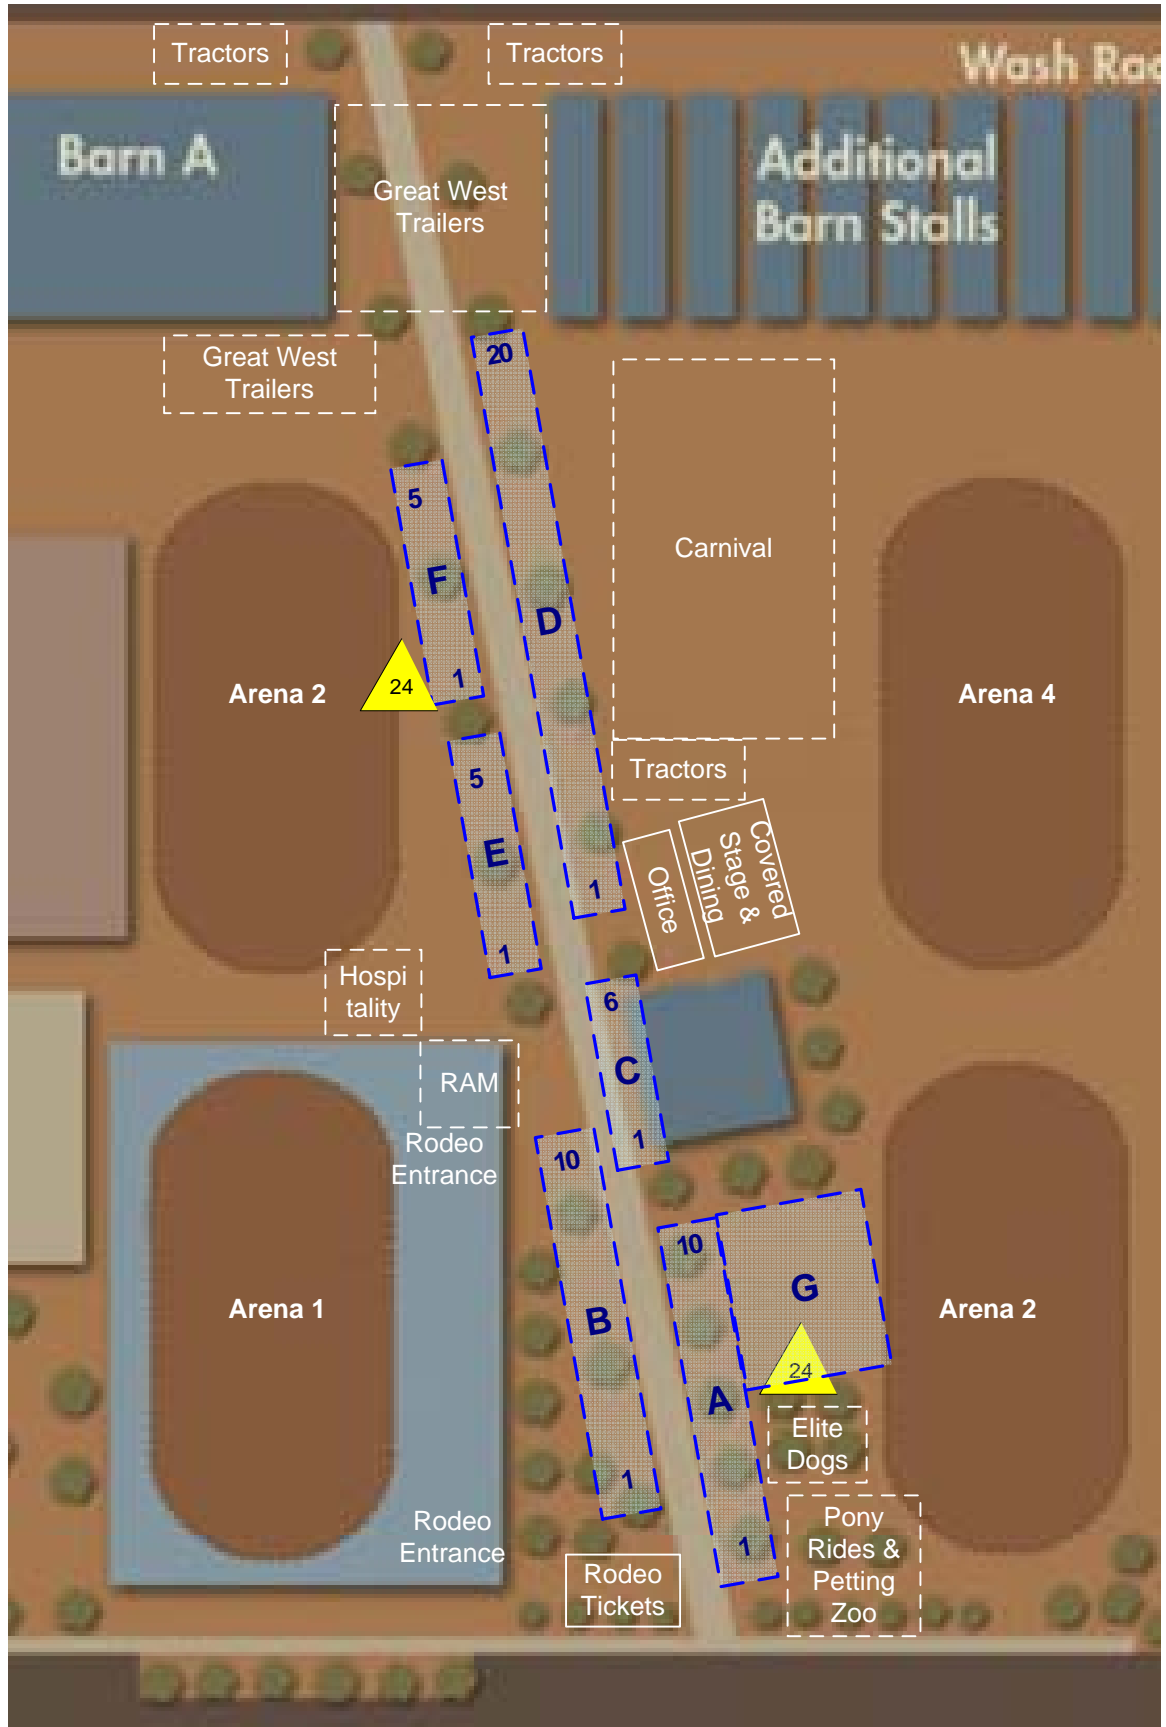 Tractors
Tractors
Wash Rac
Barn A
Additional
Barn Stalls
Great West
Trailers
Great West
Trailers
20
5
F
1
D
Carnival
Arena 2
24
Arena 4
Tractors
5
E
1
1
Office
Covered
Stage &
Dining
Hospi
tality
6
C
1
RAM
Rodeo
Entrance
10
B
1
10
A
1
G
Arena 1
Arena 2
24
Elite
Dogs
Rodeo
Entrance
Pony
Rides &
Petting
Zoo
Rodeo
Tickets